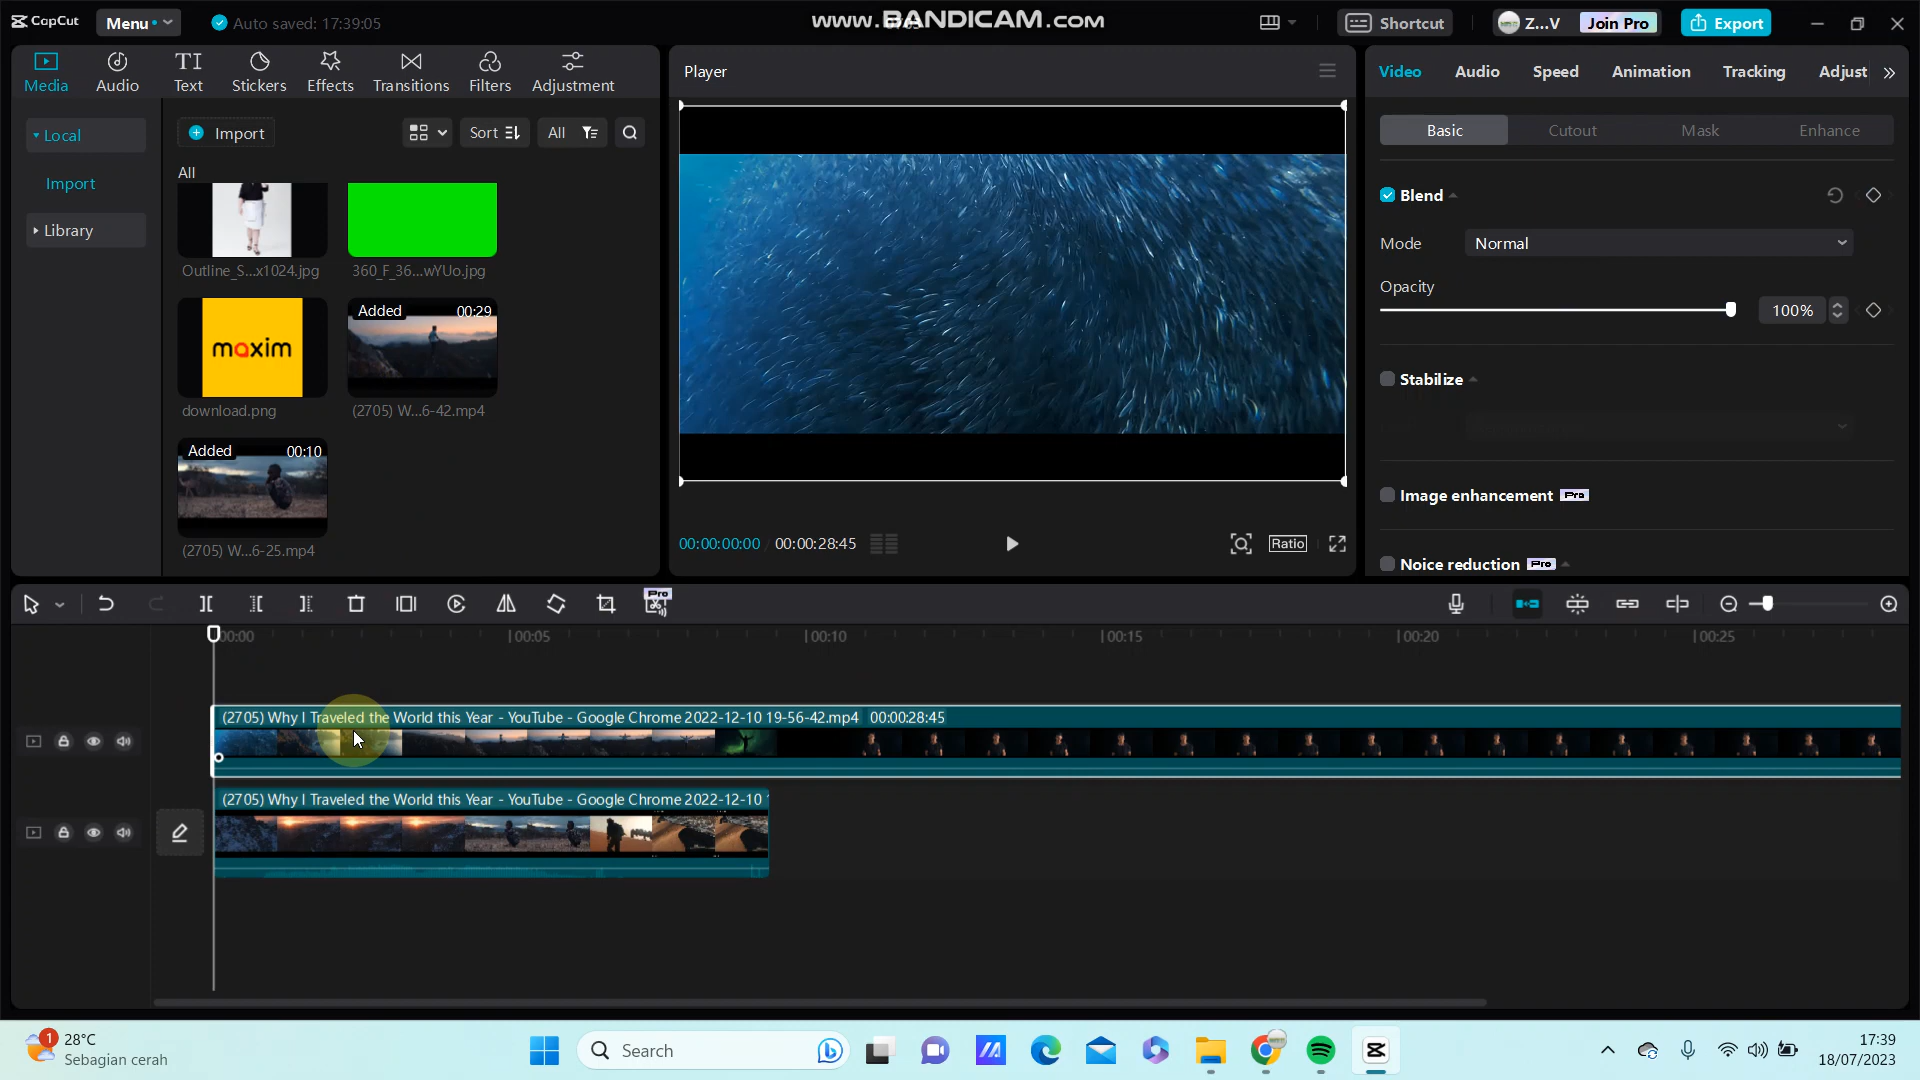 CapCut
Menu
Auto saved: 17:39:05
www.BANDICAM.com
Shortcut
Z...V
Join Pro
Export
Media
Audio
Text
Stickers
Effects
Transitions
Filters
Adjustment
Player
Video
Audio
Speed
Animation
Tracking
Adjust
Local
Import
Library
Import
Sort
All
All
Outline_S...x1024.jpg
360_F_36...wYUo.jpg
maxim
download.png
Added
00:29
(2705) W...6-42.mp4
Added
00:10
(2705) W...6-25.mp4
00:00:00:00
00:00:28:45
Ratio
Basic
Cutout
Mask
Enhance
Blend
Mode
Normal
Opacity
100%
Stabilize
Image enhancement Pro
Noice reduction Pro
Pro
00:00
00:05
00:10
00:15
00:20
00:25
(2705) Why I Traveled the World this Year - YouTube - Google Chrome 2022-12-10 19-56-42.mp4 00:00:28:45
(2705) Why I Traveled the World this Year - YouTube - Google Chrome 2022-12-10
1
28°C
Sebagian cerah
Search
17:39
18/07/2023